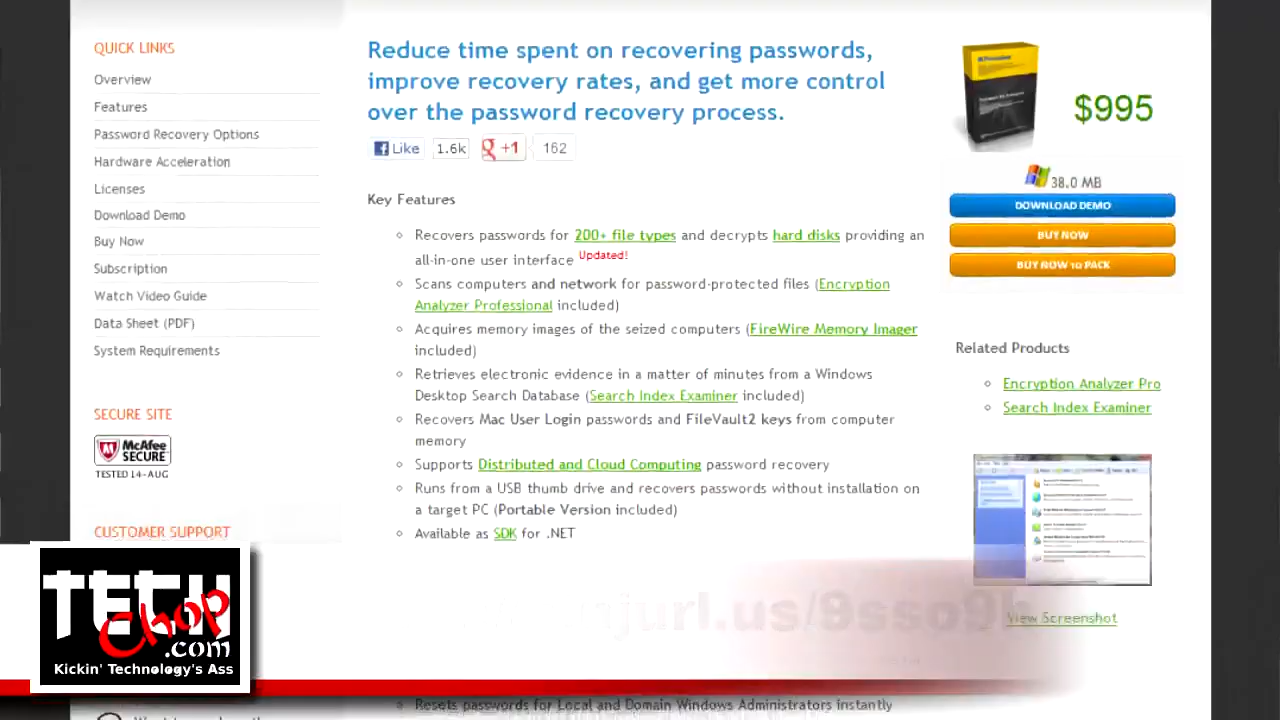 QUICK LINKS
Overview
Features
Password Recovery Options
Hardware Acceleration
Licenses
Download Demo
Buy Now
Subscription
Watch Video Guide
Data Sheet (PDF)
System Requirements
SECURE SITE
McAfee
SECURE
TESTED 14-AUG
CUSTOMER SUPPORT
Reduce time spent on recovering passwords,
improve recovery rates, and get more control
over the password recovery process.
Like 1.6k +1 162
Key Features
Recovers passwords for 200+ file types and decrypts hard disks providing an
all-in-one user interface Updated!
Scans computers and network for password-protected files (Encryption
Analyzer Professional included)
Acquires memory images of the seized computers (FireWire Memory Imager
included)
Retrieves electronic evidence in a matter of minutes from a Windows
Desktop Search Database (Search Index Examiner included)
Recovers Mac User Login passwords and FileVault2 keys from computer
memory
Supports Distributed and Cloud Computing password recovery
Runs from a USB thumb drive and recovers passwords without installation on
a target PC (Portable Version included)
Available as SDK for .NET
Resets passwords for Local and Domain Windows Administrators instantly
$995
38.0 MB
DOWNLOAD DEMO
BUY NOW
BUY NOW 10 PACK
Related Products
Encryption Analyzer Pro
Search Index Examiner
View Screenshot
TECH
Chop
.com
Kickin' Technology's Ass